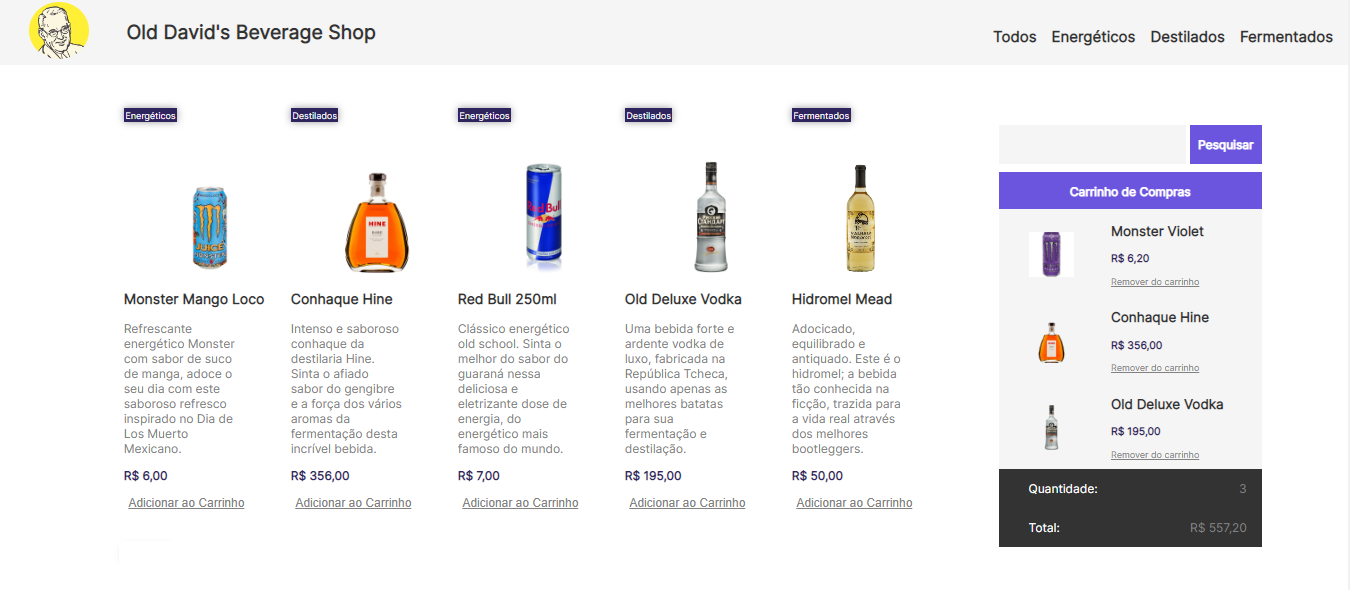 Old David's Beverage Shop
Todos Energéticos Destilados Fermentados
Energéticos
Monster Mango Loco
Refrescante
energético Monster
com sabor de suco
de manga, adoce o
seu dia com este
saboroso refresco
inspirado no Dia de
Los Muerto
Mexicano.
R$ 6,00
Adicionar ao Carrinho
Destilados
HINE
Conhaque Hine
Intenso e saboroso
conhaque da
destilaria Hine.
Sinta o afiado
sabor do gengibre
e a força dos vários
aromas da
fermentação desta
incrível bebida.
R$ 356,00
Adicionar ao Carrinho
Energéticos
Red Bull
Red Bull 250ml
Clássico energético
old school. Sinta o
melhor do sabor do
guaraná nessa
deliciosa e
eletrizante dose de
energia, do
energético mais
famoso do mundo.
R$ 7,00
Adicionar ao Carrinho
Destilados
Old Deluxe Vodka
Uma bebida forte e
ardente vodka de
luxo, fabricada na
República Tcheca,
usando apenas as
melhores batatas
para sua
fermentação e
destilação.
R$ 195,00
Adicionar ao Carrinho
Fermentados
Hidromel Mead
Adocicado,
equilibrado e
antiquado. Este é o
hidromel; a bebida
tão conhecida na
ficção, trazida para
a vida real através
dos melhores
bootleggers.
R$ 50,00
Adicionar ao Carrinho
Pesquisar
Carrinho de Compras
Monster Violet
R$ 6,20
Remover do carrinho
Conhaque Hine
R$ 356,00
Remover do carrinho
Old Deluxe Vodka
R$ 195,00
Remover do carrinho
Quantidade: 3
Total: R$ 557,20